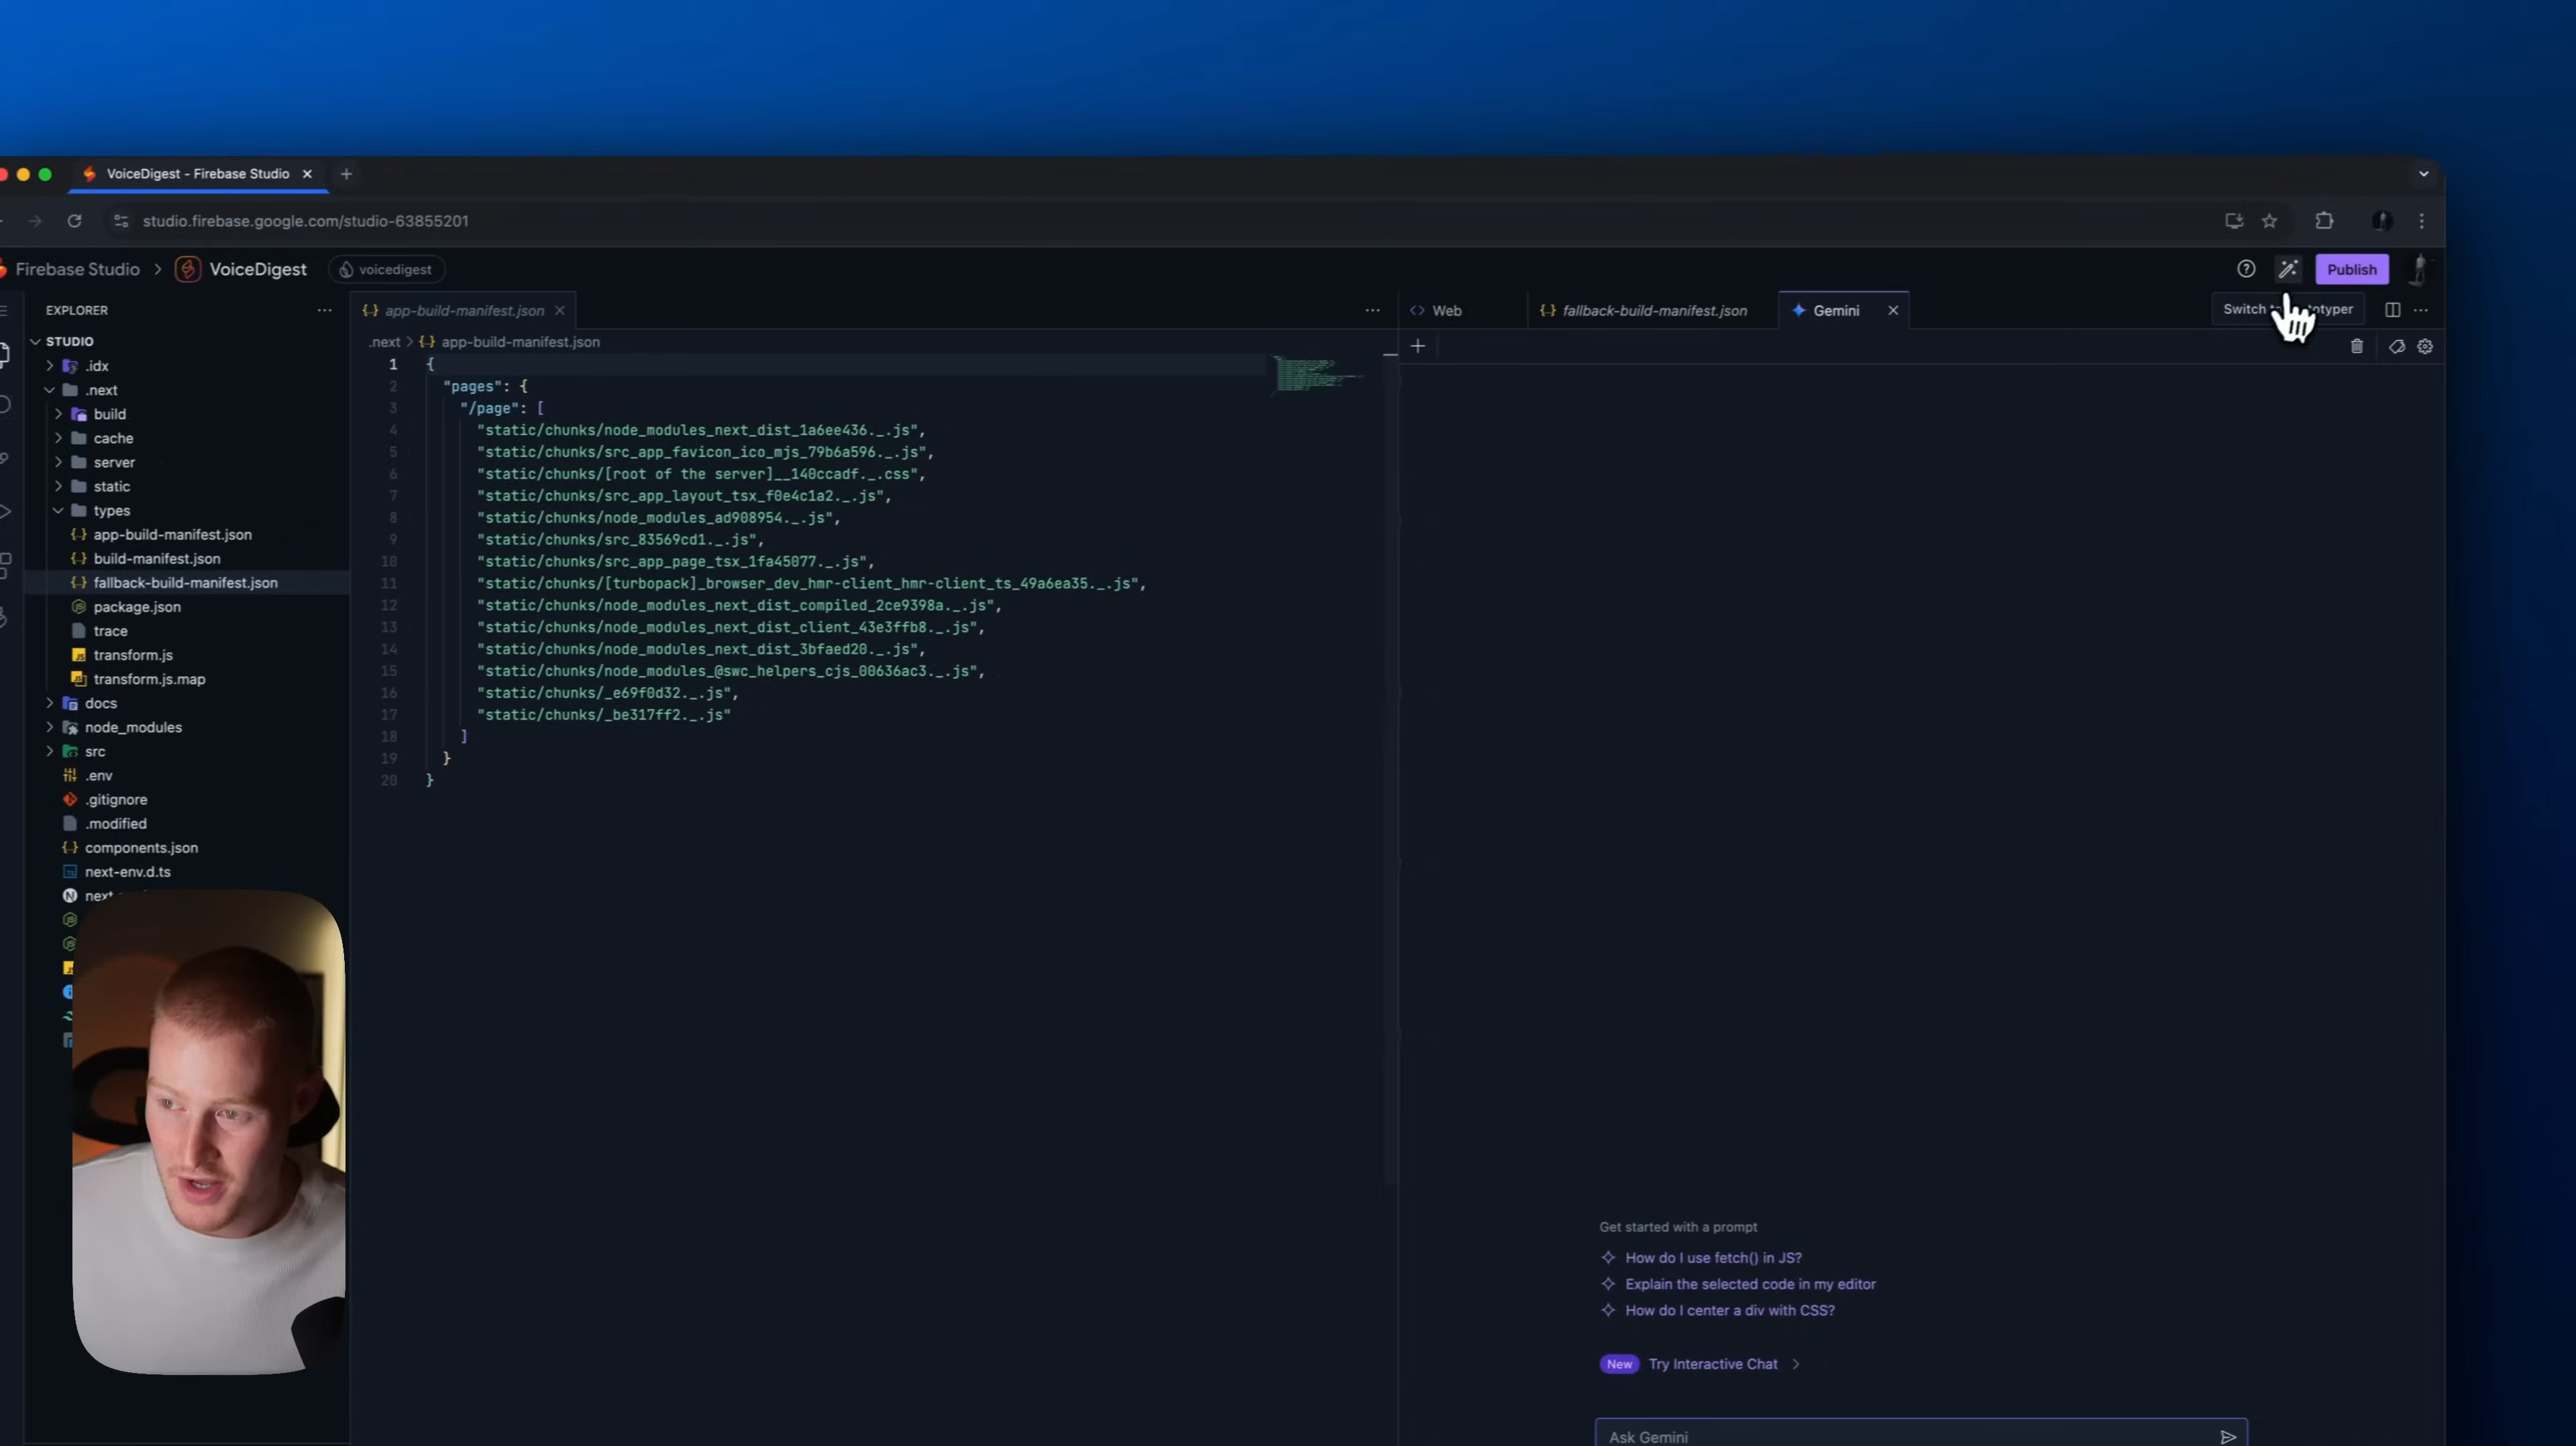 VoiceDigest - Firebase Studio
studio.firebase.google.com/studio-63855201
Firebase Studio > VoiceDigest voicedigest
Publish
EXPLORER
STUDIO
.idx
.next
build
cache
server
static
types
app-build-manifest.json
build-manifest.json
fallback-build-manifest.json
package.json
trace
transform.js
transform.js.map
docs
node_modules
src
.env
.gitignore
.modified
components.json
next-env.d.ts
app-build-manifest.json
.next > app-build-manifest.json
1 {
2 "pages": {
3 "/page": [
4 "static/chunks/node_modules_next_dist_1a6ee436._.js",
5 "static/chunks/src_app_favicon_ico_mjs_79b6a596._.js",
6 "static/chunks/[root of the server]__140ccadf._.css",
7 "static/chunks/src_app_layout_tsx_f0e4c1a2._.js",
8 "static/chunks/node_modules_ad908954._.js",
9 "static/chunks/src_83569cd1._.js",
10 "static/chunks/src_app_page_tsx_1fa45077._.js",
11 "static/chunks/[turbopack]_browser_dev_hmr-client_hmr-client_ts_49a6ea35._.js",
12 "static/chunks/node_modules_next_dist_compiled_2ce9398a._.js",
13 "static/chunks/node_modules_next_dist_client_43e3ffb8._.js",
14 "static/chunks/node_modules_next_dist_3bfaed20._.js",
15 "static/chunks/node_modules_@swc_helpers_cjs_00636ac3._.js",
16 "static/chunks/_e69f0d32._.js",
17 "static/chunks/_be317ff2._.js"
18 ]
19 }
20 }
Web
fallback-build-manifest.json
Gemini
Switch
Get started with a prompt
How do I use fetch() in JS?
Explain the selected code in my editor
How do I center a div with CSS?
New Try Interactive Chat >
Ask Gemini